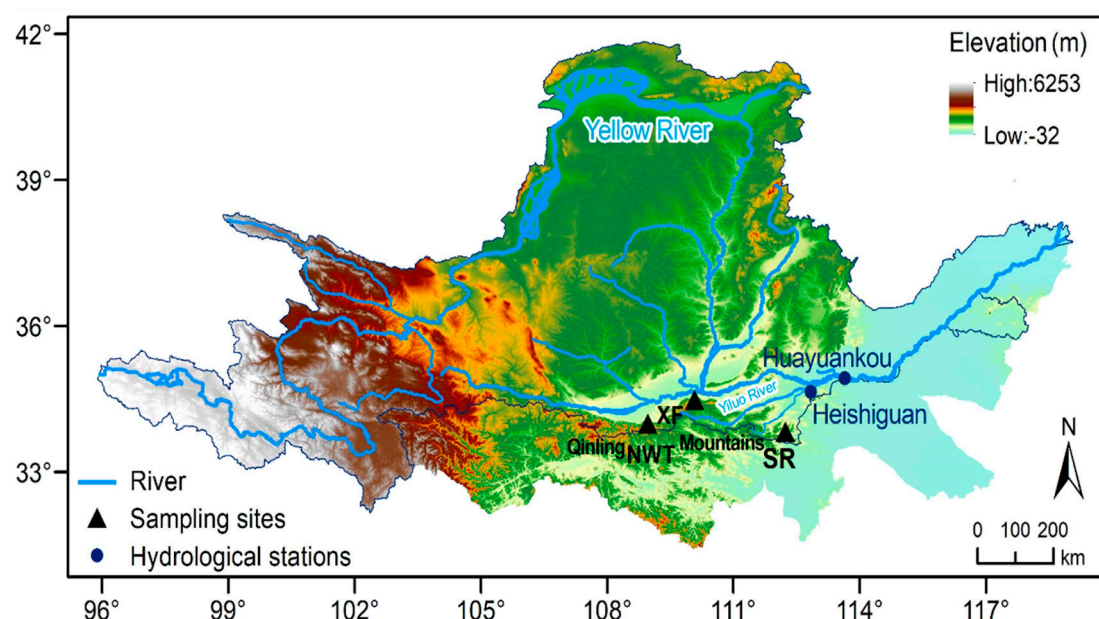 42°
39°
36°
33°
Elevation (m)
High:6253
Low:-32
Yellow River
Huayuankou
Yiluo River
Heishiguan
XF
Qinling
NWT
Mountains
SR
N
River
Sampling sites
Hydrological stations
0 100 200
km
96° 99° 102° 105° 108° 111° 114° 117°